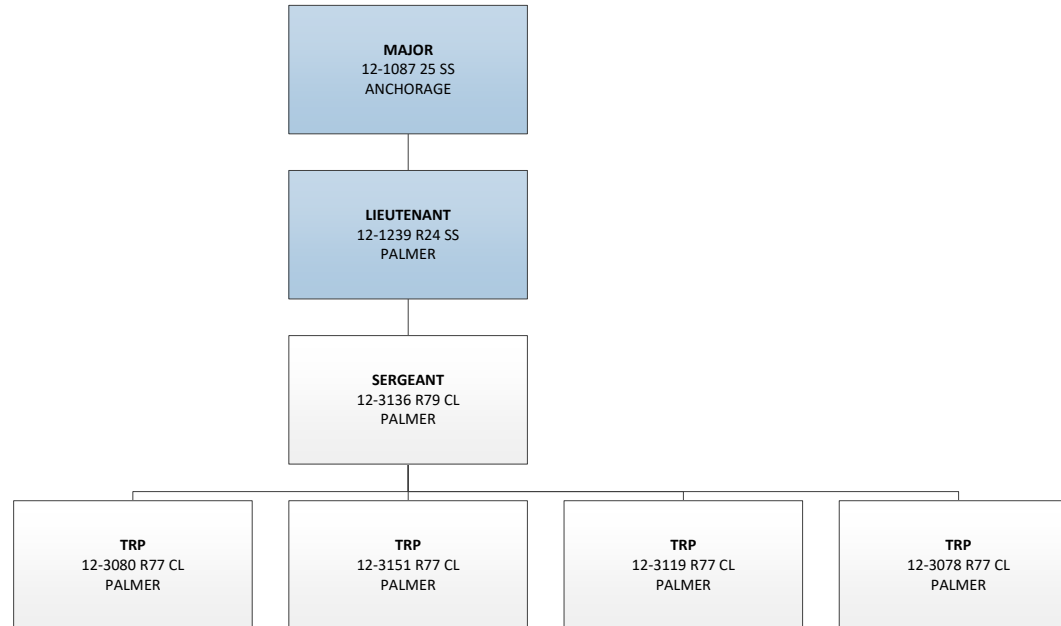 MAJOR
12-1087 25 SS
ANCHORAGE
LIEUTENANT
12-1239 R24 SS
PALMER
SERGEANT
12-3136 R79 CL
PALMER
TRP
12-3080 R77 CL
PALMER
TRP
12-3151 R77 CL
PALMER
TRP
12-3119 R77 CL
PALMER
TRP
12-3078 R77 CL
PALMER